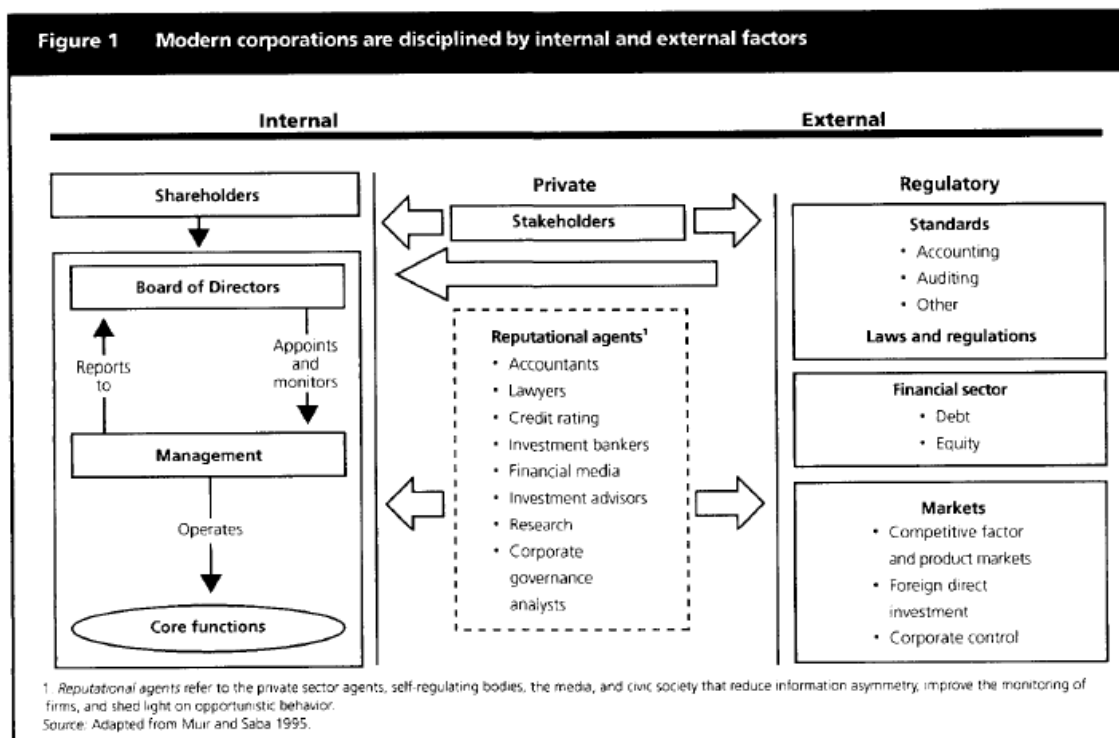 Figure 1 Modern corporations are disciplined by internal and external factors
Internal
External
Shareholders
Board of Directors
Reports
to
Appoints
and
monitors
Management
Operates
Core functions
Private
Stakeholders
Reputational agents¹
• Accountants
• Lawyers
• Credit rating
• Investment bankers
• Financial media
• Investment advisors
• Research
• Corporate
governance
analysts
Regulatory
Standards
• Accounting
• Auditing
• Other
Laws and regulations
Financial sector
• Debt
• Equity
Markets
• Competitive factor
and product markets
• Foreign direct
investment
• Corporate control
1. Reputational agents refer to the private sector agents, self-regulating bodies, the media, and civic society that reduce information asymmetry, improve the monitoring of
firms, and shed light on opportunistic behavior.
Source: Adapted from Muir and Saba 1995.